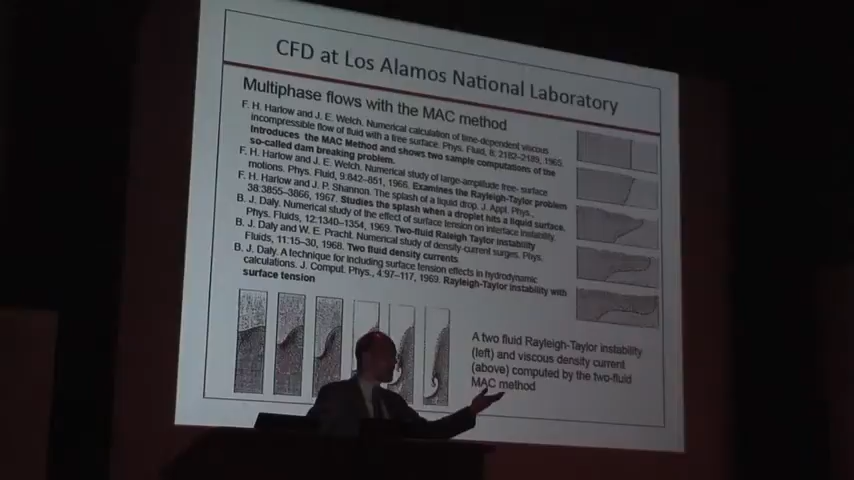 CFD at Los Alamos National Laboratory
Multiphase flows with the MAC method
F. H. Harlow and J. E. Welch. Numerical calculation of time-dependent viscous
incompressible flow of fluid with a free surface. Phys. Fluid, 8: 2182–2189, 1965.
Introduces the MAC Method and shows two sample computations of the
so-called dam breaking problem.
F. H. Harlow and J. E. Welch. Numerical study of large-amplitude free- surface
motions. Phys. Fluid, 9:842–851, 1966. Examines the Rayleigh-Taylor problem
F. H. Harlow and J. P. Shannon. The splash of a liquid drop. J. Appl. Phys.,
38:3855–3866, 1967. Studies the splash when a droplet hits a liquid surface.
B. J. Daly. Numerical study of the effect of surface tension on interface instability.
Phys. Fluids, 12:1340–1354, 1969. Two-fluid Raleigh Taylor instability
B. J. Daly and W. E. Pracht. Numerical study of density-current surges. Phys.
Fluids, 11:15–30, 1968. Two fluid density currents
B. J. Daly. A technique for including surface tension effects in hydrodynamic
calculations. J. Comput. Phys., 4:97–117, 1969. Rayleigh-Taylor instability with
surface tension
A two fluid Rayleigh-Taylor instability
(left) and viscous density current
(above) computed by the two-fluid
MAC method